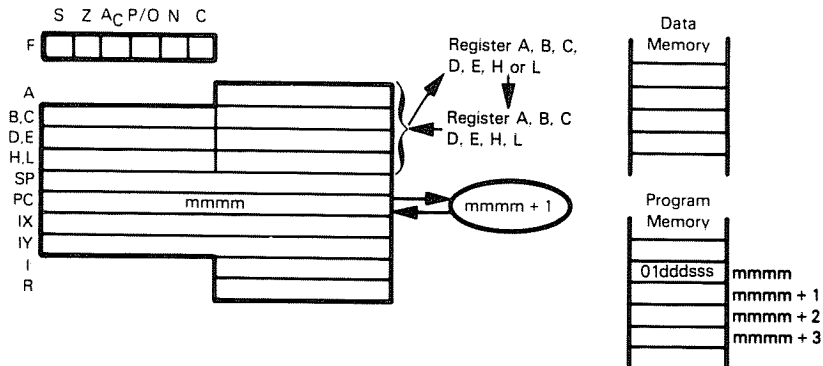 S Z AC P/O N C
F
A
B,C
D,E
H,L
SP
PC
IX
IY
I
R
mmmm
Register A, B, C,
D, E, H or L
Register A, B, C
D, E, H, L
mmmm + 1
Data
Memory
Program
Memory
01dddsss mmmm
mmmm + 1
mmmm + 2
mmmm + 3